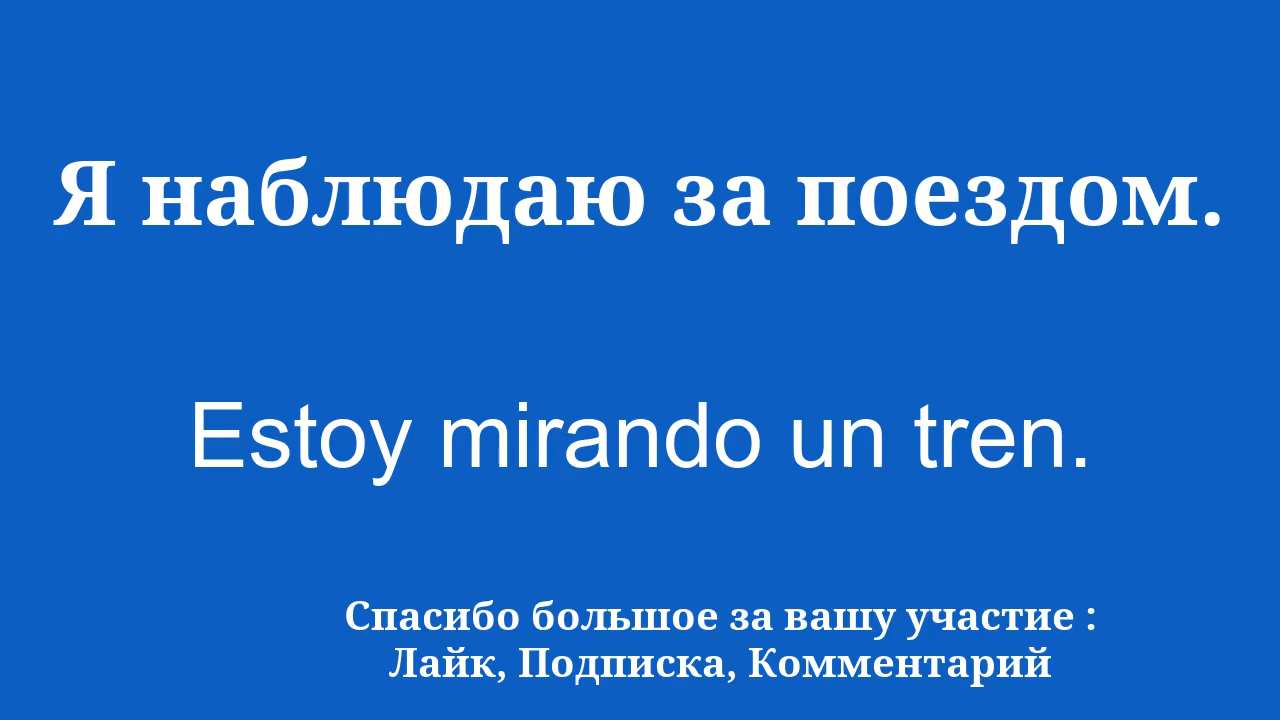 Я наблюдаю за поездом.
Estoy mirando un tren.
Спасибо большое за вашу участие :
Лайк, Подписка, Комментарий